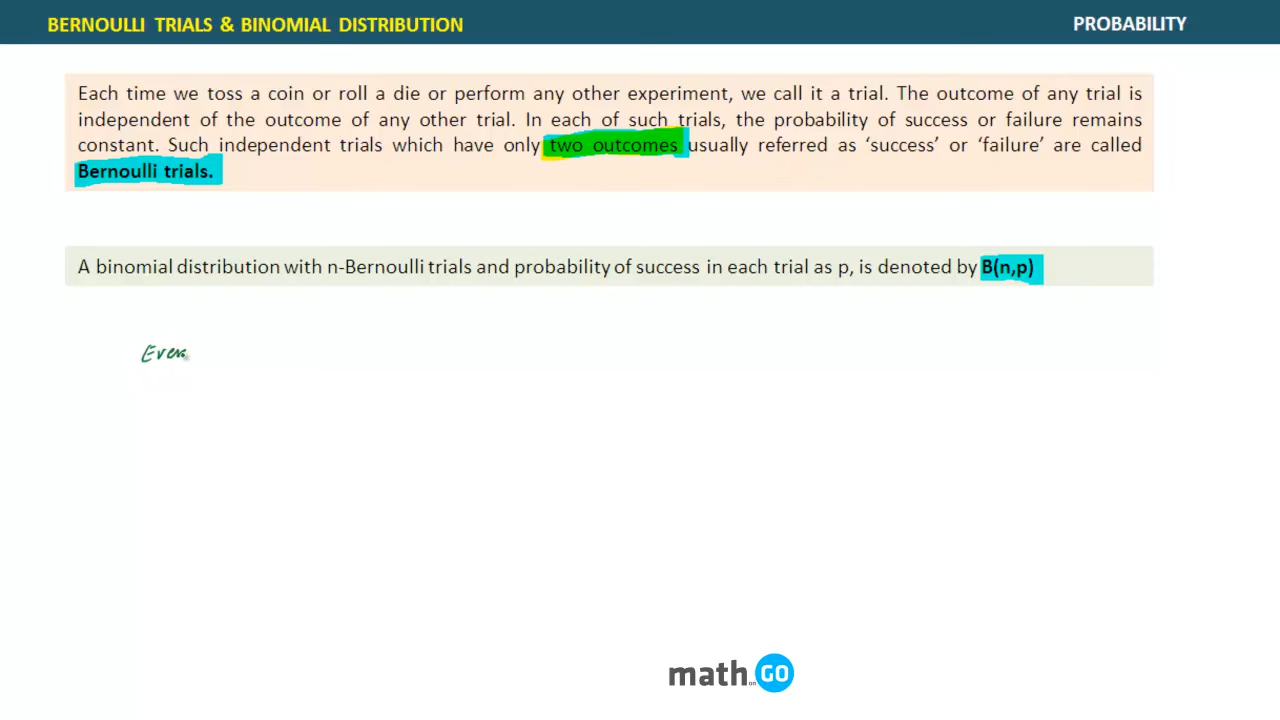 BERNOULLI TRIALS & BINOMIAL DISTRIBUTION
PROBABILITY
Each time we toss a coin or roll a die or perform any other experiment, we call it a trial. The outcome of any trial is
independent of the outcome of any other trial. In each of such trials, the probability of success or failure remains
constant. Such independent trials which have only two outcomes usually referred as ‘success’ or ‘failure’ are called
Bernoulli trials.
A binomial distribution with n-Bernoulli trials and probability of success in each trial as p, is denoted by B(n,p)
Even
math on GO